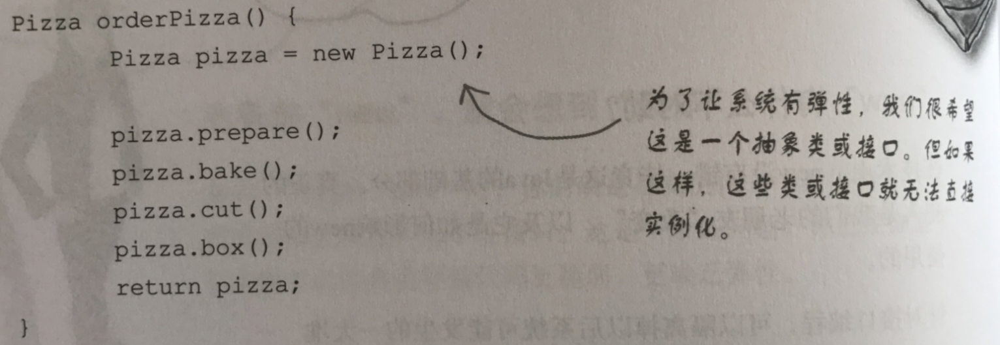 Pizza orderPizza() {
Pizza pizza = new Pizza();
pizza.prepare();
pizza.bake();
pizza.cut();
pizza.box();
return pizza;
}
为了让系统有弹性，我们很希望
这是一个抽象类或接口。但如果
这样，这些类或接口就无法直接
实例化。